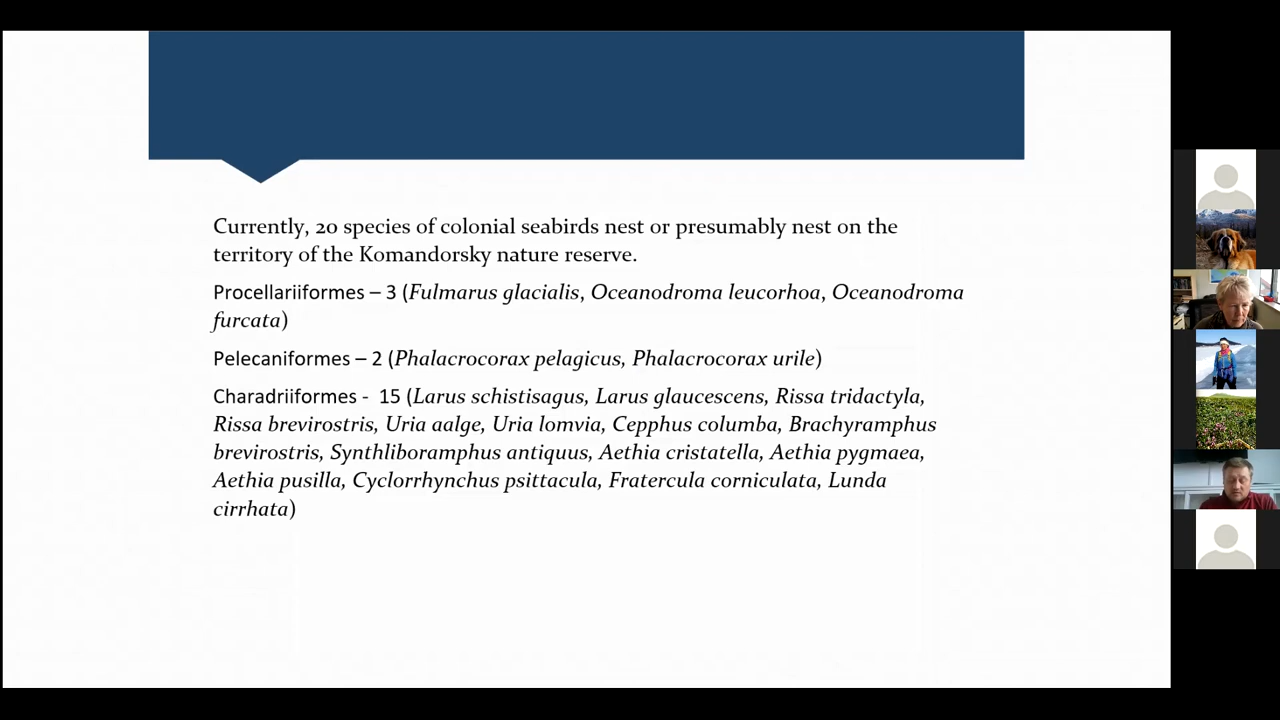 Currently, 20 species of colonial seabirds nest or presumably nest on the
territory of the Komandorsky nature reserve.
Procellariiformes – 3 (Fulmarus glacialis, Oceanodroma leucorhoa, Oceanodroma
furcata)
Pelecaniformes – 2 (Phalacrocorax pelagicus, Phalacrocorax urile)
Charadriiformes - 15 (Larus schistisagus, Larus glaucescens, Rissa tridactyla,
Rissa brevirostris, Uria aalge, Uria lomvia, Cepphus columba, Brachyramphus
brevirostris, Synthliboramphus antiquus, Aethia cristatella, Aethia pygmaea,
Aethia pusilla, Cyclorrhynchus psittacula, Fratercula corniculata, Lunda
cirrhata)